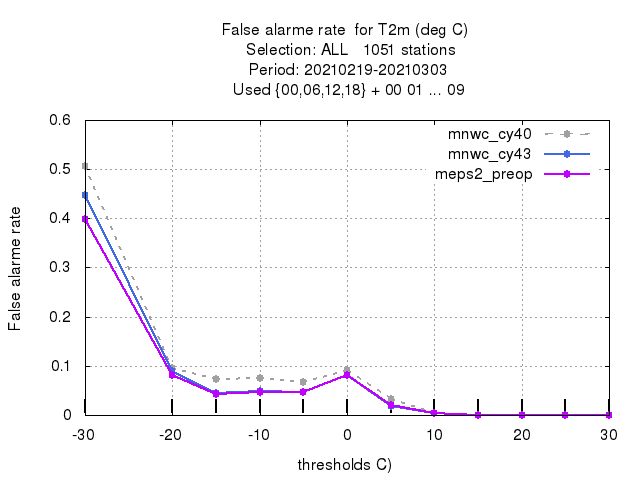 False alarme rate  for T2m (deg C)
Selection: ALL   1051 stations
Period: 20210219-20210303
Used {00,06,12,18} + 00 01 ... 09
0.6
0.5
0.4
0.3
0.2
0.1
0
False alarme rate
mnwc_cy40
mnwc_cy43
meps2_preop
-30 -20 -10 0 10 20 30
thresholds C)